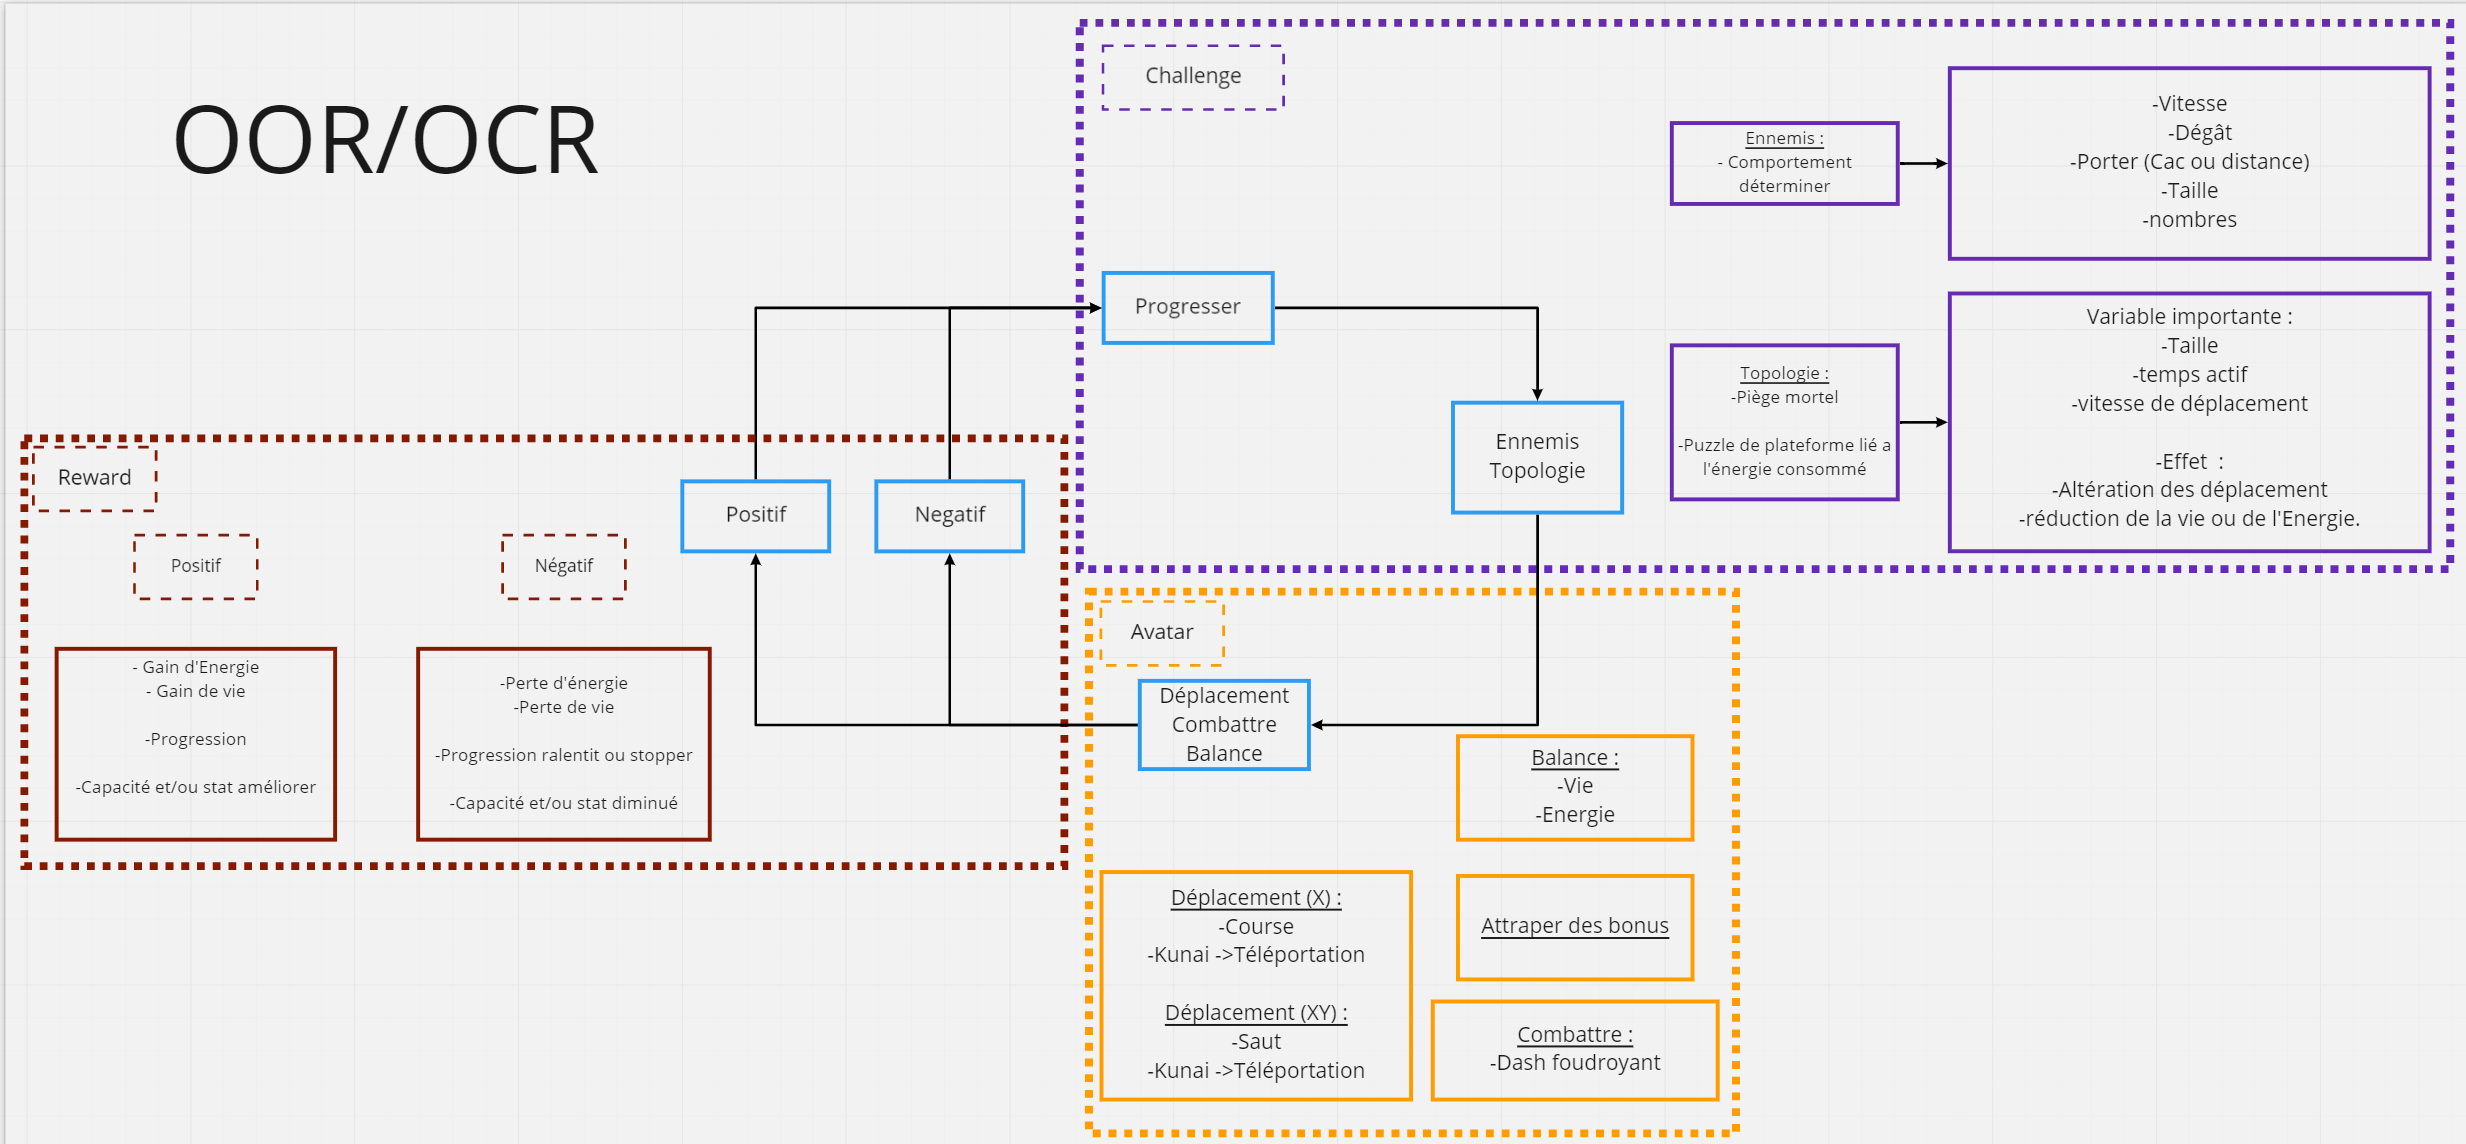 OOR/OCR
Challenge
Ennemis :
- Comportement
déterminer
-Vitesse
-Dégât
-Porter (Cac ou distance)
-Taille
-nombres
Progresser
Ennemis
Topologie
Topologie :
-Piège mortel
-Puzzle de plateforme lié a
l'énergie consommé
Variable importante :
-Taille
-temps actif
-vitesse de déplacement
-Effet :
-Altération des déplacement
-réduction de la vie ou de l'Energie.
Reward
Positif
Negatif
Positif
Négatif
- Gain d'Energie
- Gain de vie
-Progression
-Capacité et/ou stat améliorer
-Perte d'énergie
-Perte de vie
-Progression ralentit ou stopper
-Capacité et/ou stat diminué
Avatar
Déplacement
Combattre
Balance
Balance :
-Vie
-Energie
Déplacement (X) :
-Course
-Kunai ->Téléportation
Déplacement (XY) :
-Saut
-Kunai ->Téléportation
Attraper des bonus
Combattre :
-Dash foudroyant